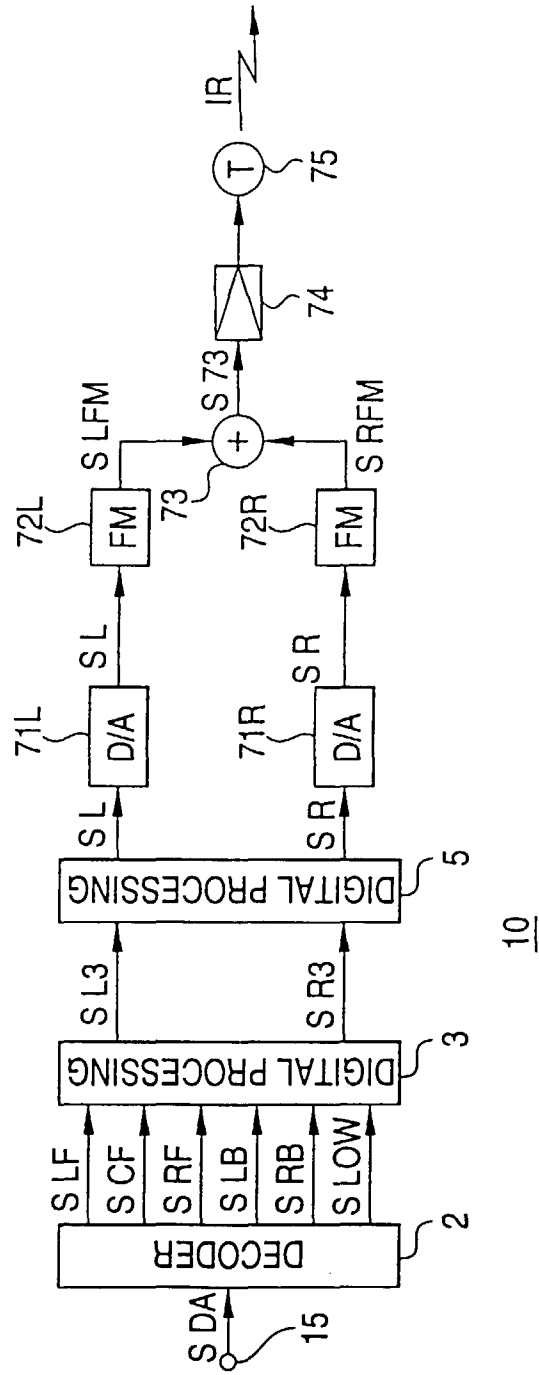 15
S DA
DECODER
2
S LF
S CF
S RF
S LB
S RB
S LOW
DIGITAL PROCESSING
3
S L3
S R3
DIGITAL PROCESSING
5
S L
S R
71L
D/A
71R
D/A
S L
S R
72L
FM
72R
FM
S LFM
S RFM
73
+
S 73
74
T
75
IR
10